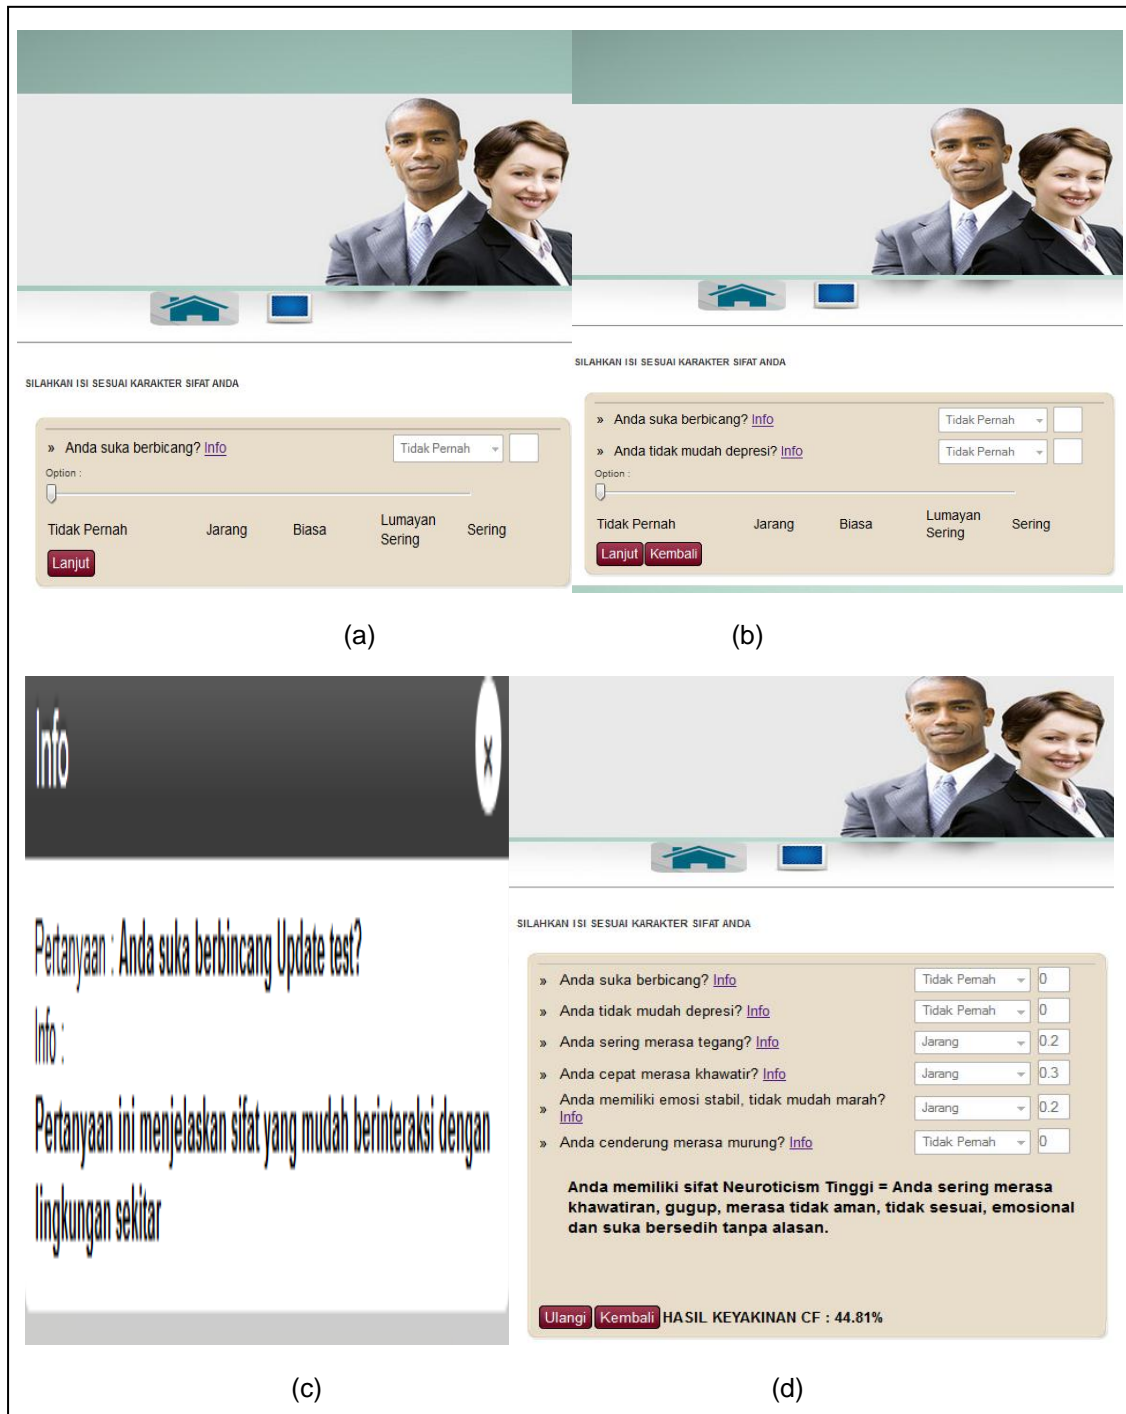 SILAHKAN ISI SESUAI KARAKTER SIFAT ANDA
» Anda suka berbicang? Info Tidak Pernah
Option :
Tidak Pernah Jarang Biasa Lumayan Sering Sering
Lanjut
(a)
SILAHKAN ISI SESUAI KARAKTER SIFAT ANDA
» Anda suka berbicang? Info Tidak Pernah
» Anda tidak mudah depresi? Info Tidak Pernah
Option :
Tidak Pernah Jarang Biasa Lumayan Sering Sering
Lanjut Kembali
(b)
Info ×
Pertanyaan : Anda suka berbincang Update test?
Info :
Pertanyaan ini menjelaskan sifat yang mudah berinteraksi dengan
lingkungan sekitar
(c)
SILAHKAN ISI SESUAI KARAKTER SIFAT ANDA
» Anda suka berbicang? Info Tidak Pernah 0
» Anda tidak mudah depresi? Info Tidak Pernah 0
» Anda sering merasa tegang? Info Jarang 0.2
» Anda cepat merasa khawatir? Info Jarang 0.3
» Anda memiliki emosi stabil, tidak mudah marah?
Info Jarang 0.2
» Anda cenderung merasa murung? Info Tidak Pernah 0
Anda memiliki sifat Neuroticism Tinggi = Anda sering merasa
khawatiran, gugup, merasa tidak aman, tidak sesuai, emosional
dan suka bersedih tanpa alasan.
Ulangi Kembali HASIL KEYAKINAN CF : 44.81%
(d)